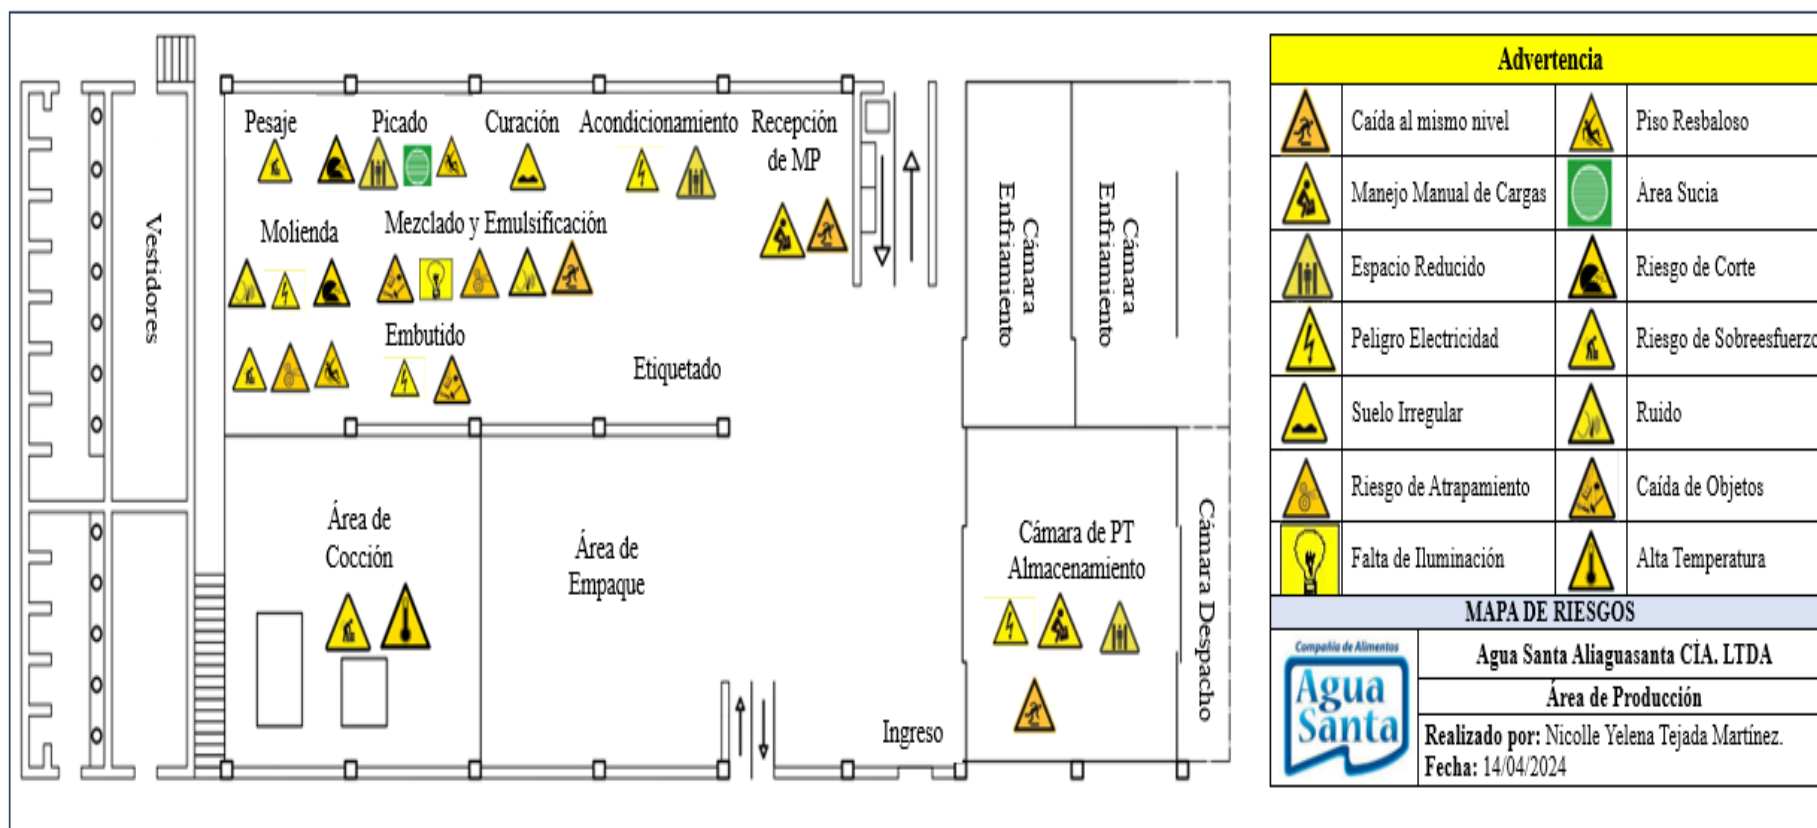 Pesaje
Picado
Curación
Acondicionamiento
Recepción
de MP
Molienda
Mezclado y Emulsificación
Embutido
Etiquetado
Vestidores
Cámara
Enfriamiento
Cámara
Enfriamiento
Área de
Cocción
Área de
Empaque
Cámara de PT
Almacenamiento
Cámara Despacho
Ingreso
Advertencia
Caída al mismo nivel
Piso Resbaloso
Manejo Manual de Cargas
Área Sucia
Espacio Reducido
Riesgo de Corte
Peligro Electricidad
Riesgo de Sobreesfuerzo
Suelo Irregular
Ruido
Riesgo de Atrapamiento
Caída de Objetos
Falta de Iluminación
Alta Temperatura
MAPA DE RIESGOS
Compañía de Alimentos
Agua
Santa
Agua Santa Aliaguasanta CÍA. LTDA
Área de Producción
Realizado por: Nicolle Yelena Tejada Martínez.
Fecha: 14/04/2024